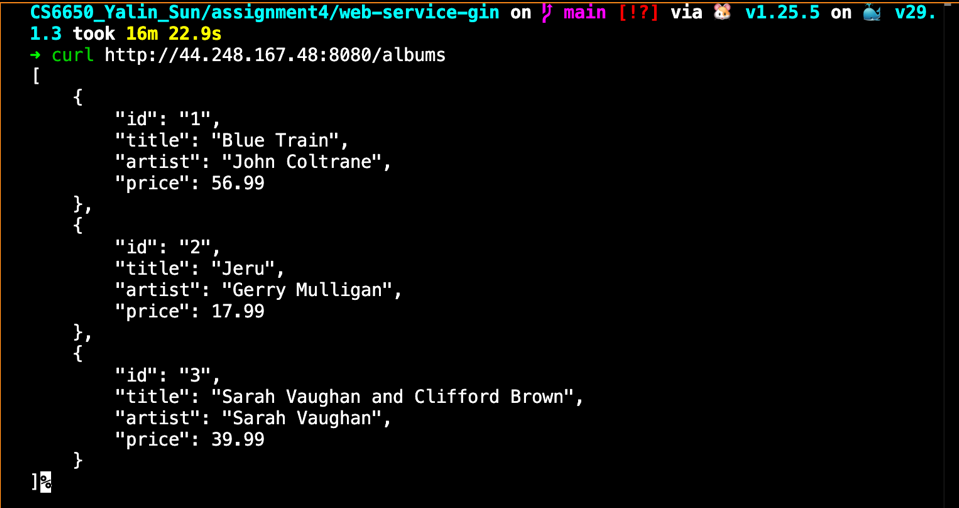 CS6650_Yalin_Sun/assignment4/web-service-gin on main [!?] via 🐹 v1.25.5 on 🐳 v29.
1.3 took 16m 22.9s
→ curl http://44.248.167.48:8080/albums
[
    {
        "id": "1",
        "title": "Blue Train",
        "artist": "John Coltrane",
        "price": 56.99
    },
    {
        "id": "2",
        "title": "Jeru",
        "artist": "Gerry Mulligan",
        "price": 17.99
    },
    {
        "id": "3",
        "title": "Sarah Vaughan and Clifford Brown",
        "artist": "Sarah Vaughan",
        "price": 39.99
    }
]%